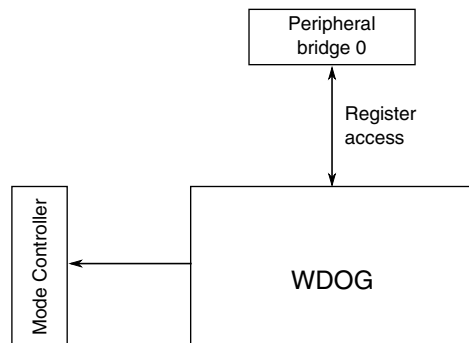 Peripheral
bridge 0
Register
access
Mode Controller
WDOG